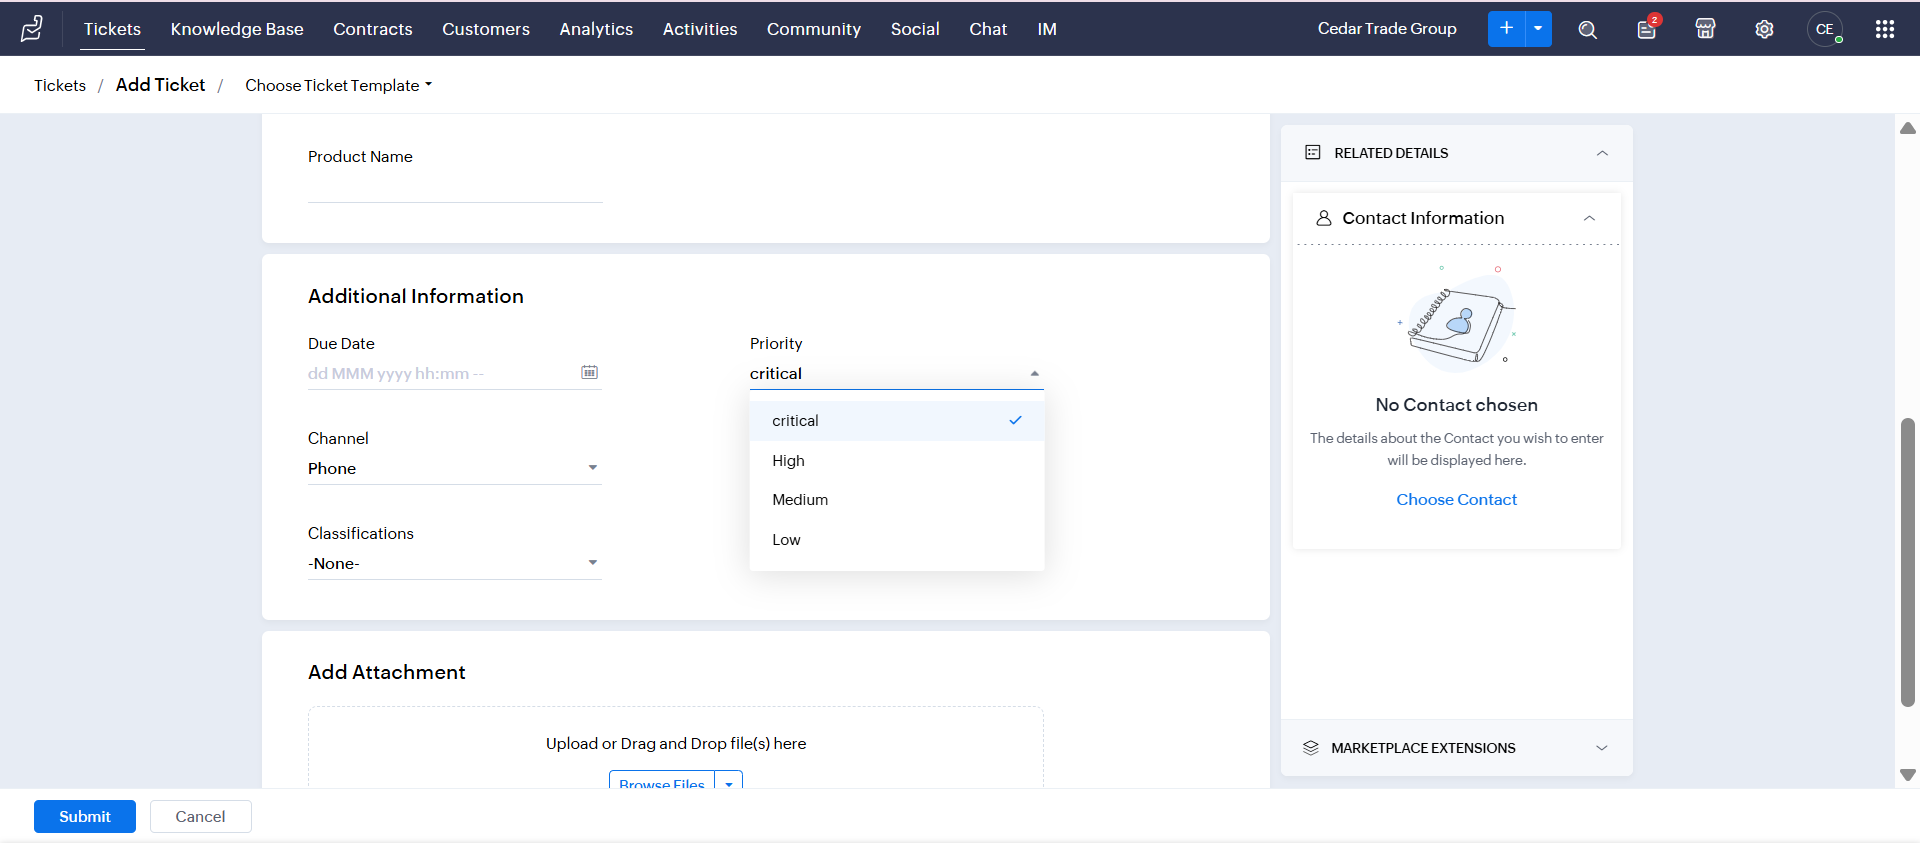 Tickets Knowledge Base Contracts Customers Analytics Activities Community Social Chat IM Cedar Trade Group 2 CE
Tickets / Add Ticket / Choose Ticket Template
Product Name
Additional Information
Due Date
dd MMM yyyy hh:mm --
Priority
critical
critical
High
Medium
Low
Channel
Phone
Classifications
-None-
Add Attachment
Upload or Drag and Drop file(s) here
Browse Files
RELATED DETAILS
Contact Information
No Contact chosen
The details about the Contact you wish to enter
will be displayed here.
Choose Contact
MARKETPLACE EXTENSIONS
Submit Cancel